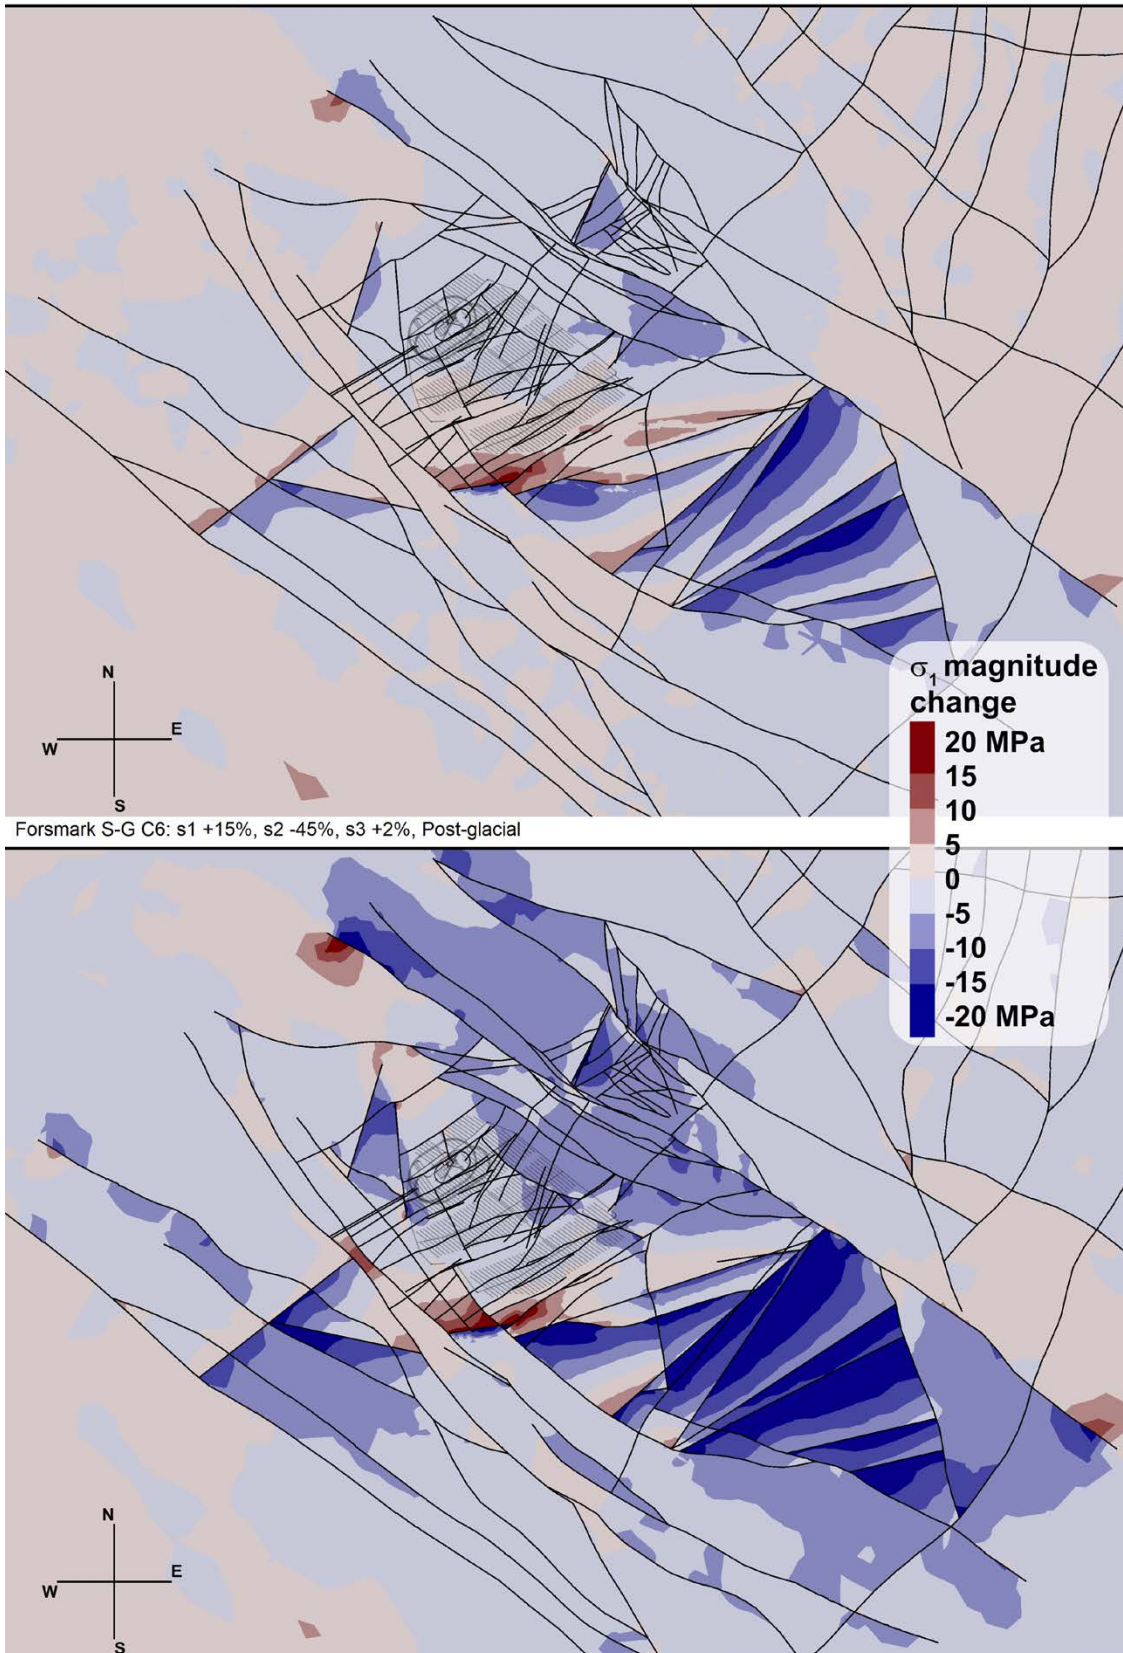 N
W E
S
σ1 magnitude
change
20 MPa
15
10
5
0
-5
-10
-15
-20 MPa
Forsmark S-G C6: s1 +15%, s2 -45%, s3 +2%, Post-glacial
N
W E
S